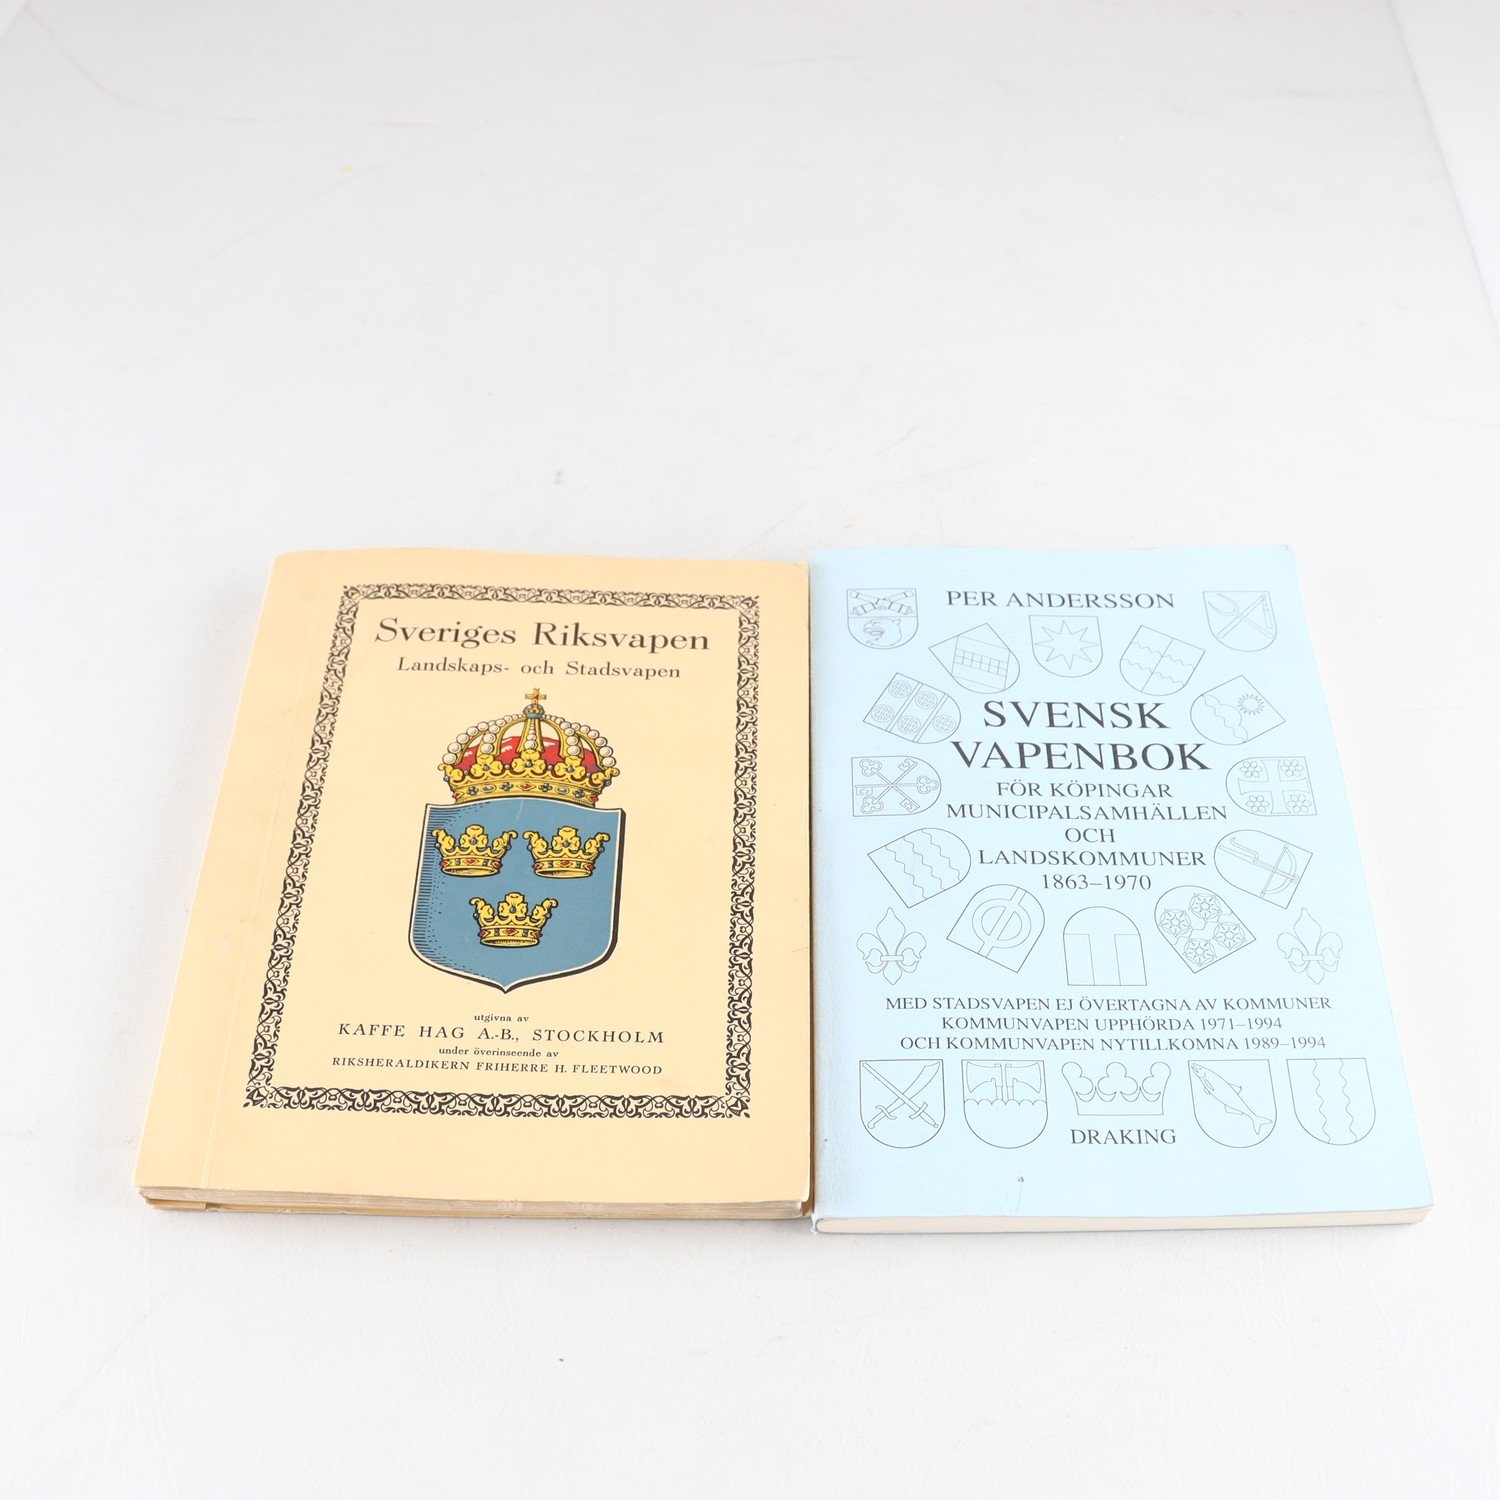 Sveriges Riksvapen
Landskaps- och Stadsvapen
utgivna av
KAFFE HAG A.-B., STOCKHOLM
under överinseende av
RIKSHERALDIKERN FRIHERRE H. FLEETWOOD
PER ANDERSSON
SVENSK
VAPENBOK
FÖR KÖPINGAR
MUNICIPALSAMHÄLLEN
OCH
LANDSKOMMUNER
1863–1970
MED STADSVAPEN EJ ÖVERTAGNA AV KOMMUNER
KOMMUNVAPEN UPPHÖRDA 1971–1994
OCH KOMMUNVAPEN NYTILLKOMNA 1989–1994
DRAKING